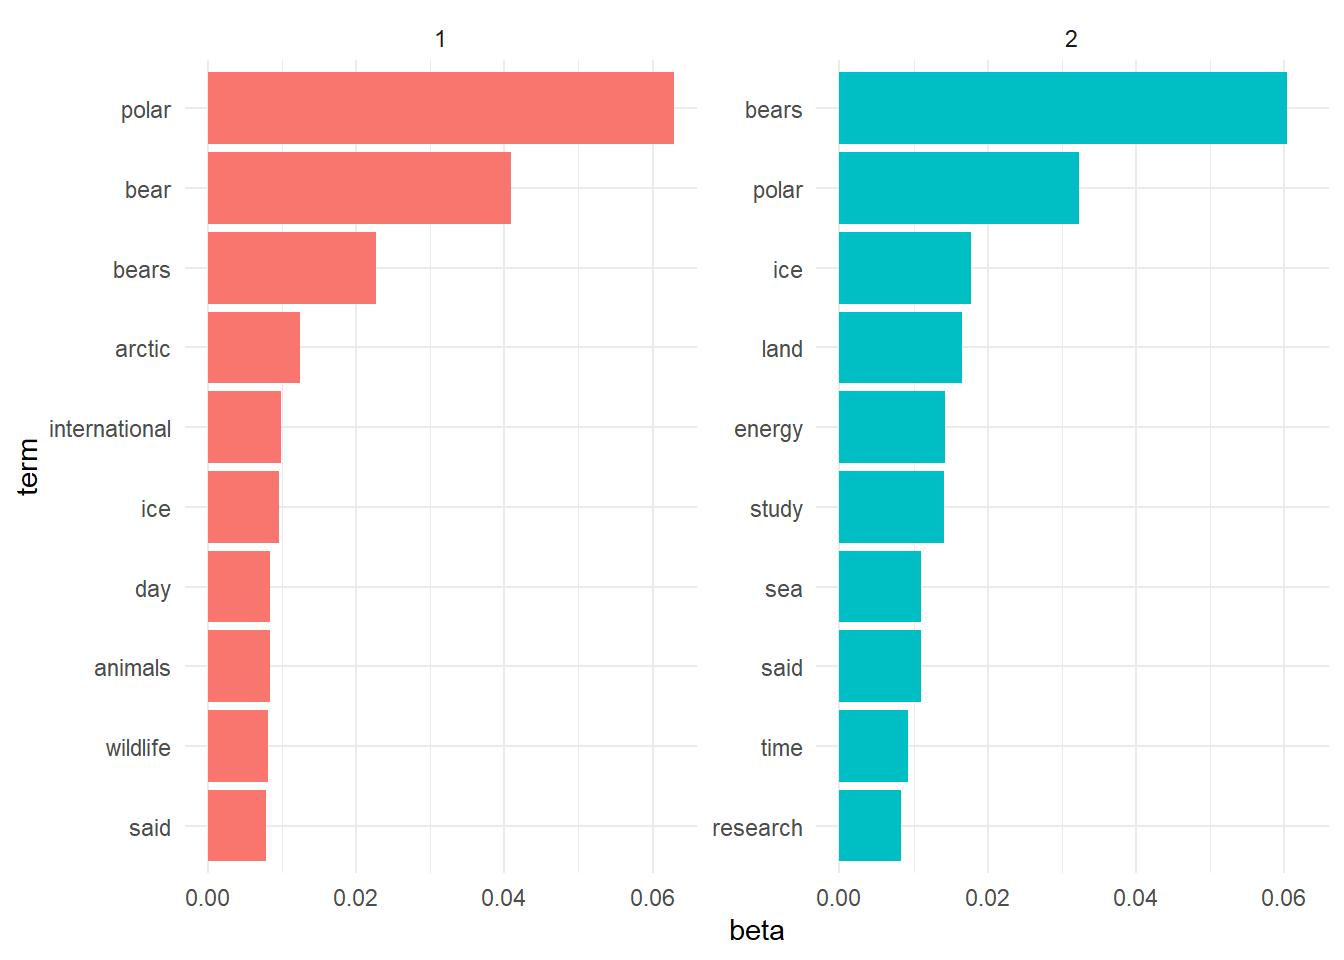 1
polar
bear
bears
arctic
international
ice
day
animals
wildlife
said
0.00 0.02 0.04 0.06
2
bears
polar
ice
land
energy
study
sea
said
time
research
0.00 0.02 0.04 0.06
term
beta